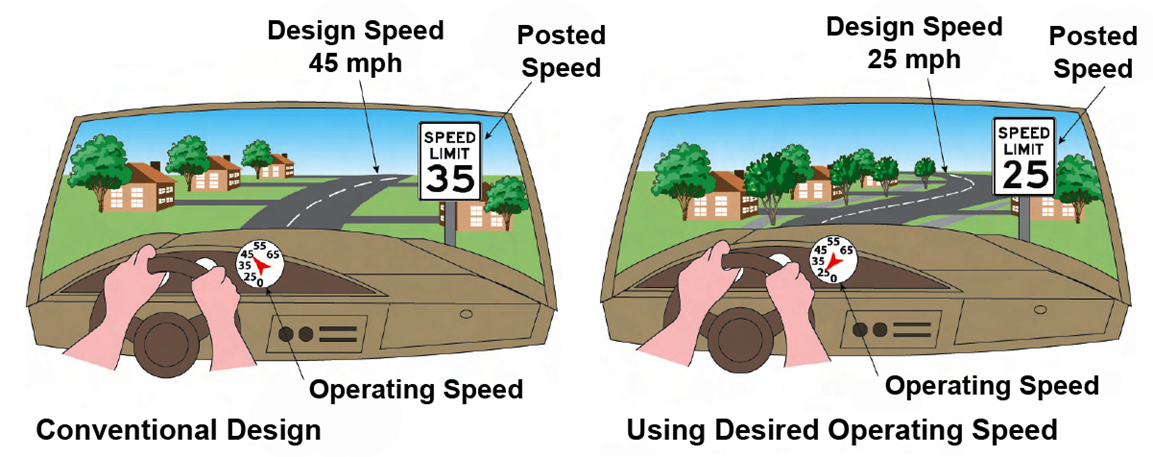 Design Speed
45 mph
Posted
Speed
SPEED
LIMIT
35
55
45
65
35
25
0
Operating Speed
Conventional Design
Design Speed
25 mph
Posted
Speed
SPEED
LIMIT
25
55
45
65
35
25
0
Operating Speed
Using Desired Operating Speed